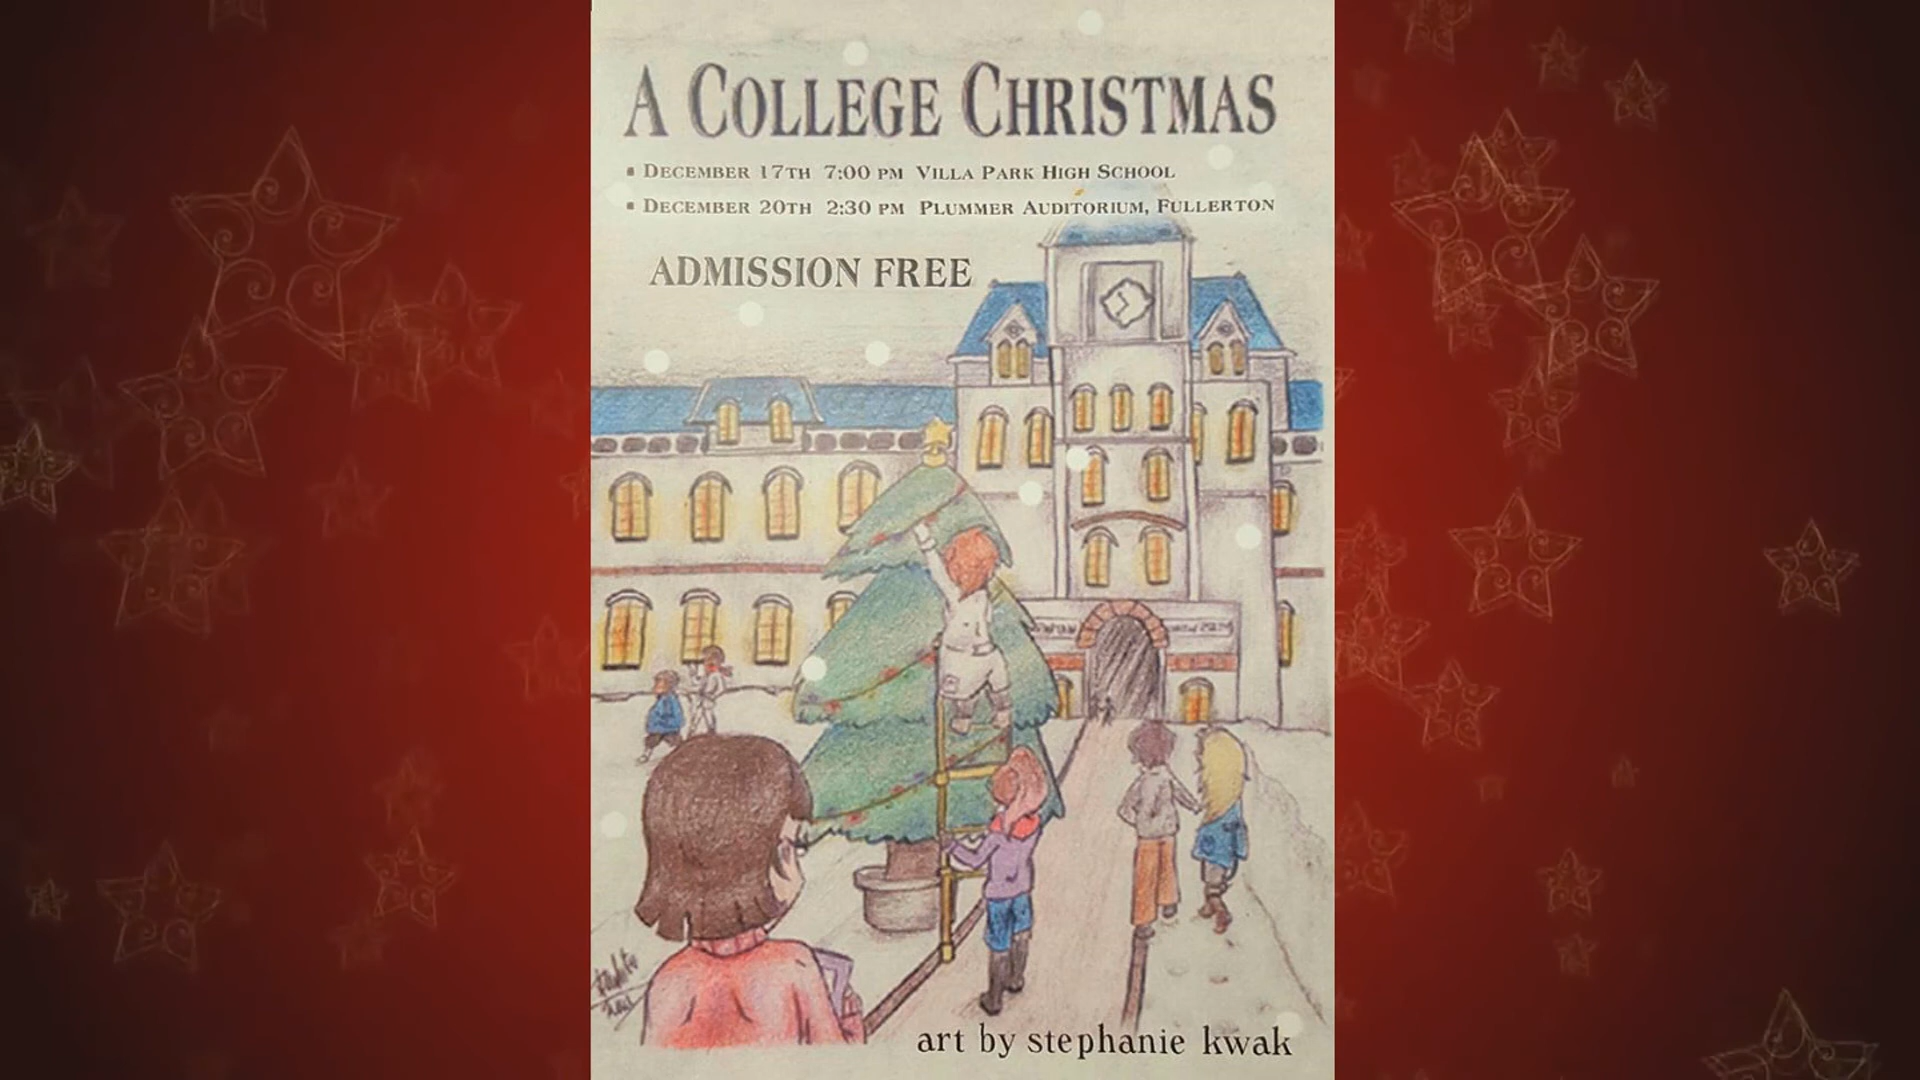 A COLLEGE CHRISTMAS
▪ DECEMBER 17TH 7:00 PM VILLA PARK HIGH SCHOOL
▪ DECEMBER 20TH 2:30 PM PLUMMER AUDITORIUM, FULLERTON
ADMISSION FREE
art by stephanie kwak